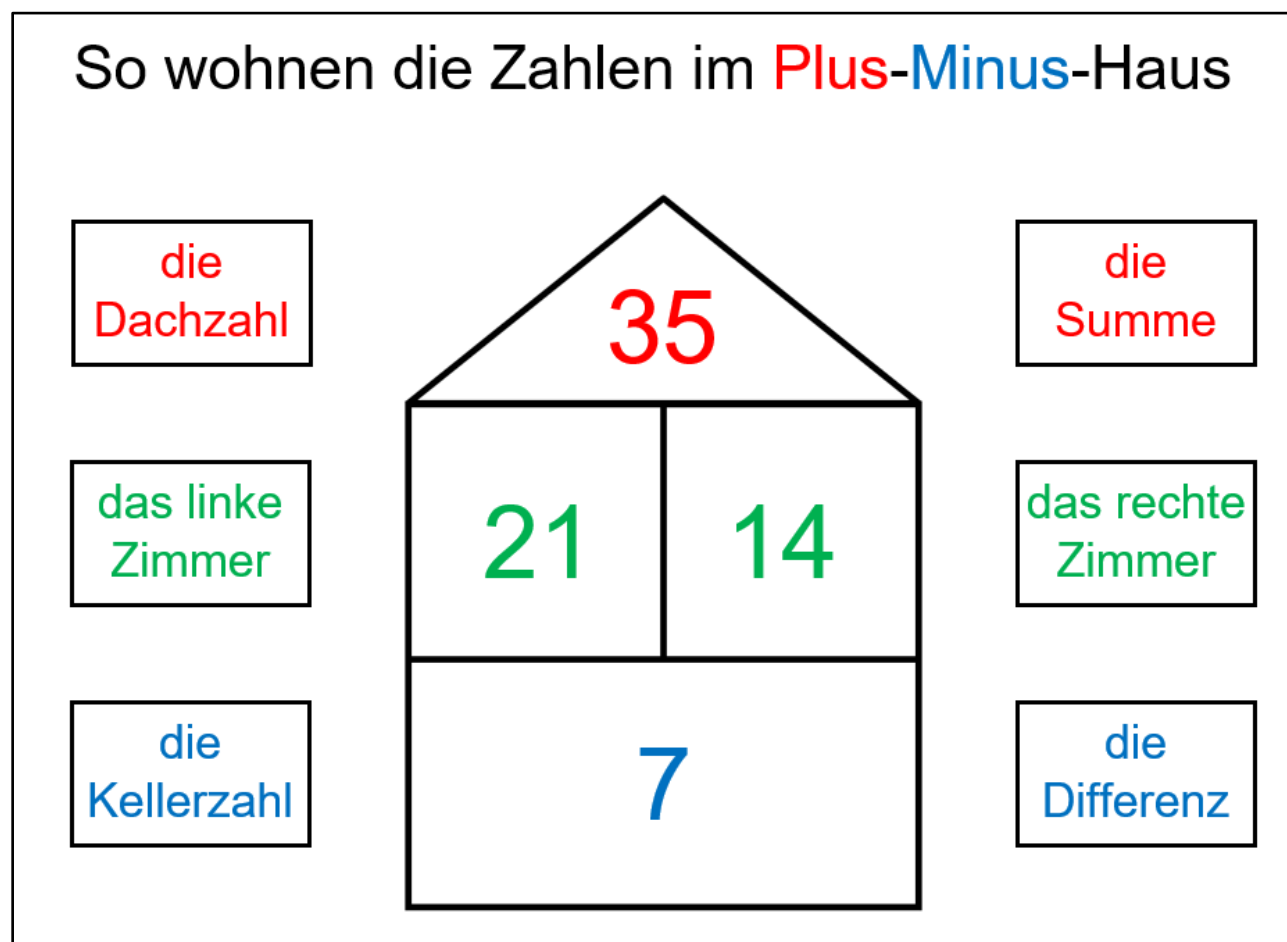 So wohnen die Zahlen im Plus-Minus-Haus
die
Dachzahl
35
die
Summe
das linke
Zimmer
21
14
das rechte
Zimmer
die
Kellerzahl
7
die
Differenz